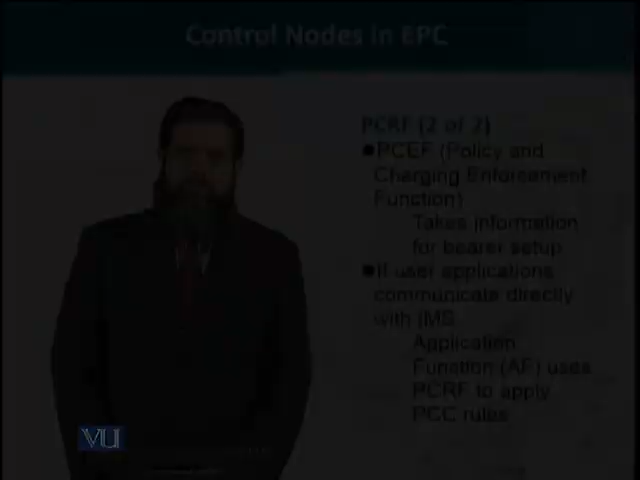 Control Nodes in EPC
PCRF (2 of 2)
●PCEF (Policy and
Charging Enforcement
Function)
Takes information
for bearer setup
■If user applications
communicate directly
with IMS
Application
Function (AF) uses
PCRF to apply
PCC rules
VU